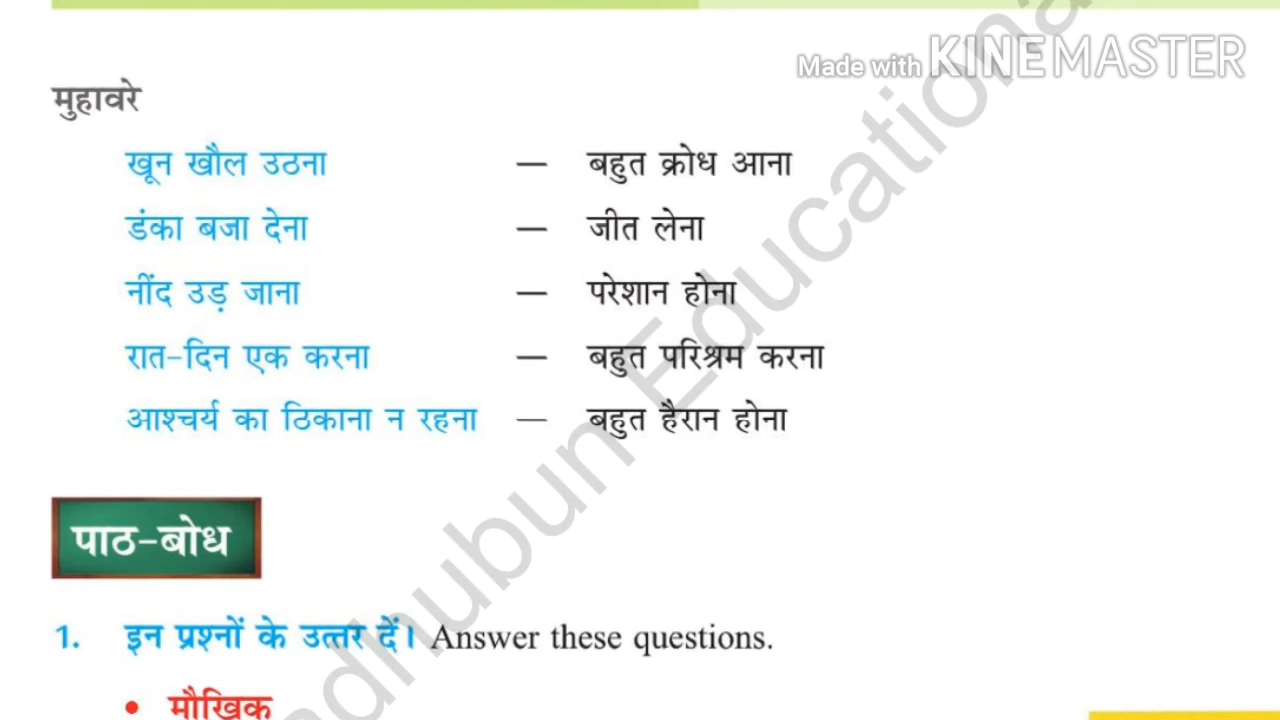 Made with KINEMASTER
मुहावरे
खून खौल उठना — बहुत क्रोध आना
डंका बजा देना — जीत लेना
नींद उड़ जाना — परेशान होना
रात-दिन एक करना — बहुत परिश्रम करना
आश्चर्य का ठिकाना न रहना — बहुत हैरान होना
पाठ-बोध
1. इन प्रश्नों के उत्तर दें। Answer these questions.
• मौखिक